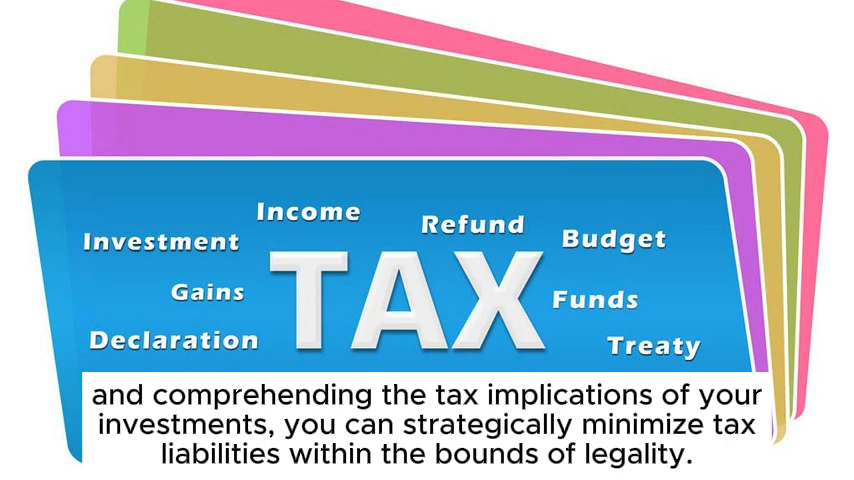 Income
Refund
Investment
Budget
TAX
Gains
Funds
Declaration
Treaty
and comprehending the tax implications of your
investments, you can strategically minimize tax
liabilities within the bounds of legality.